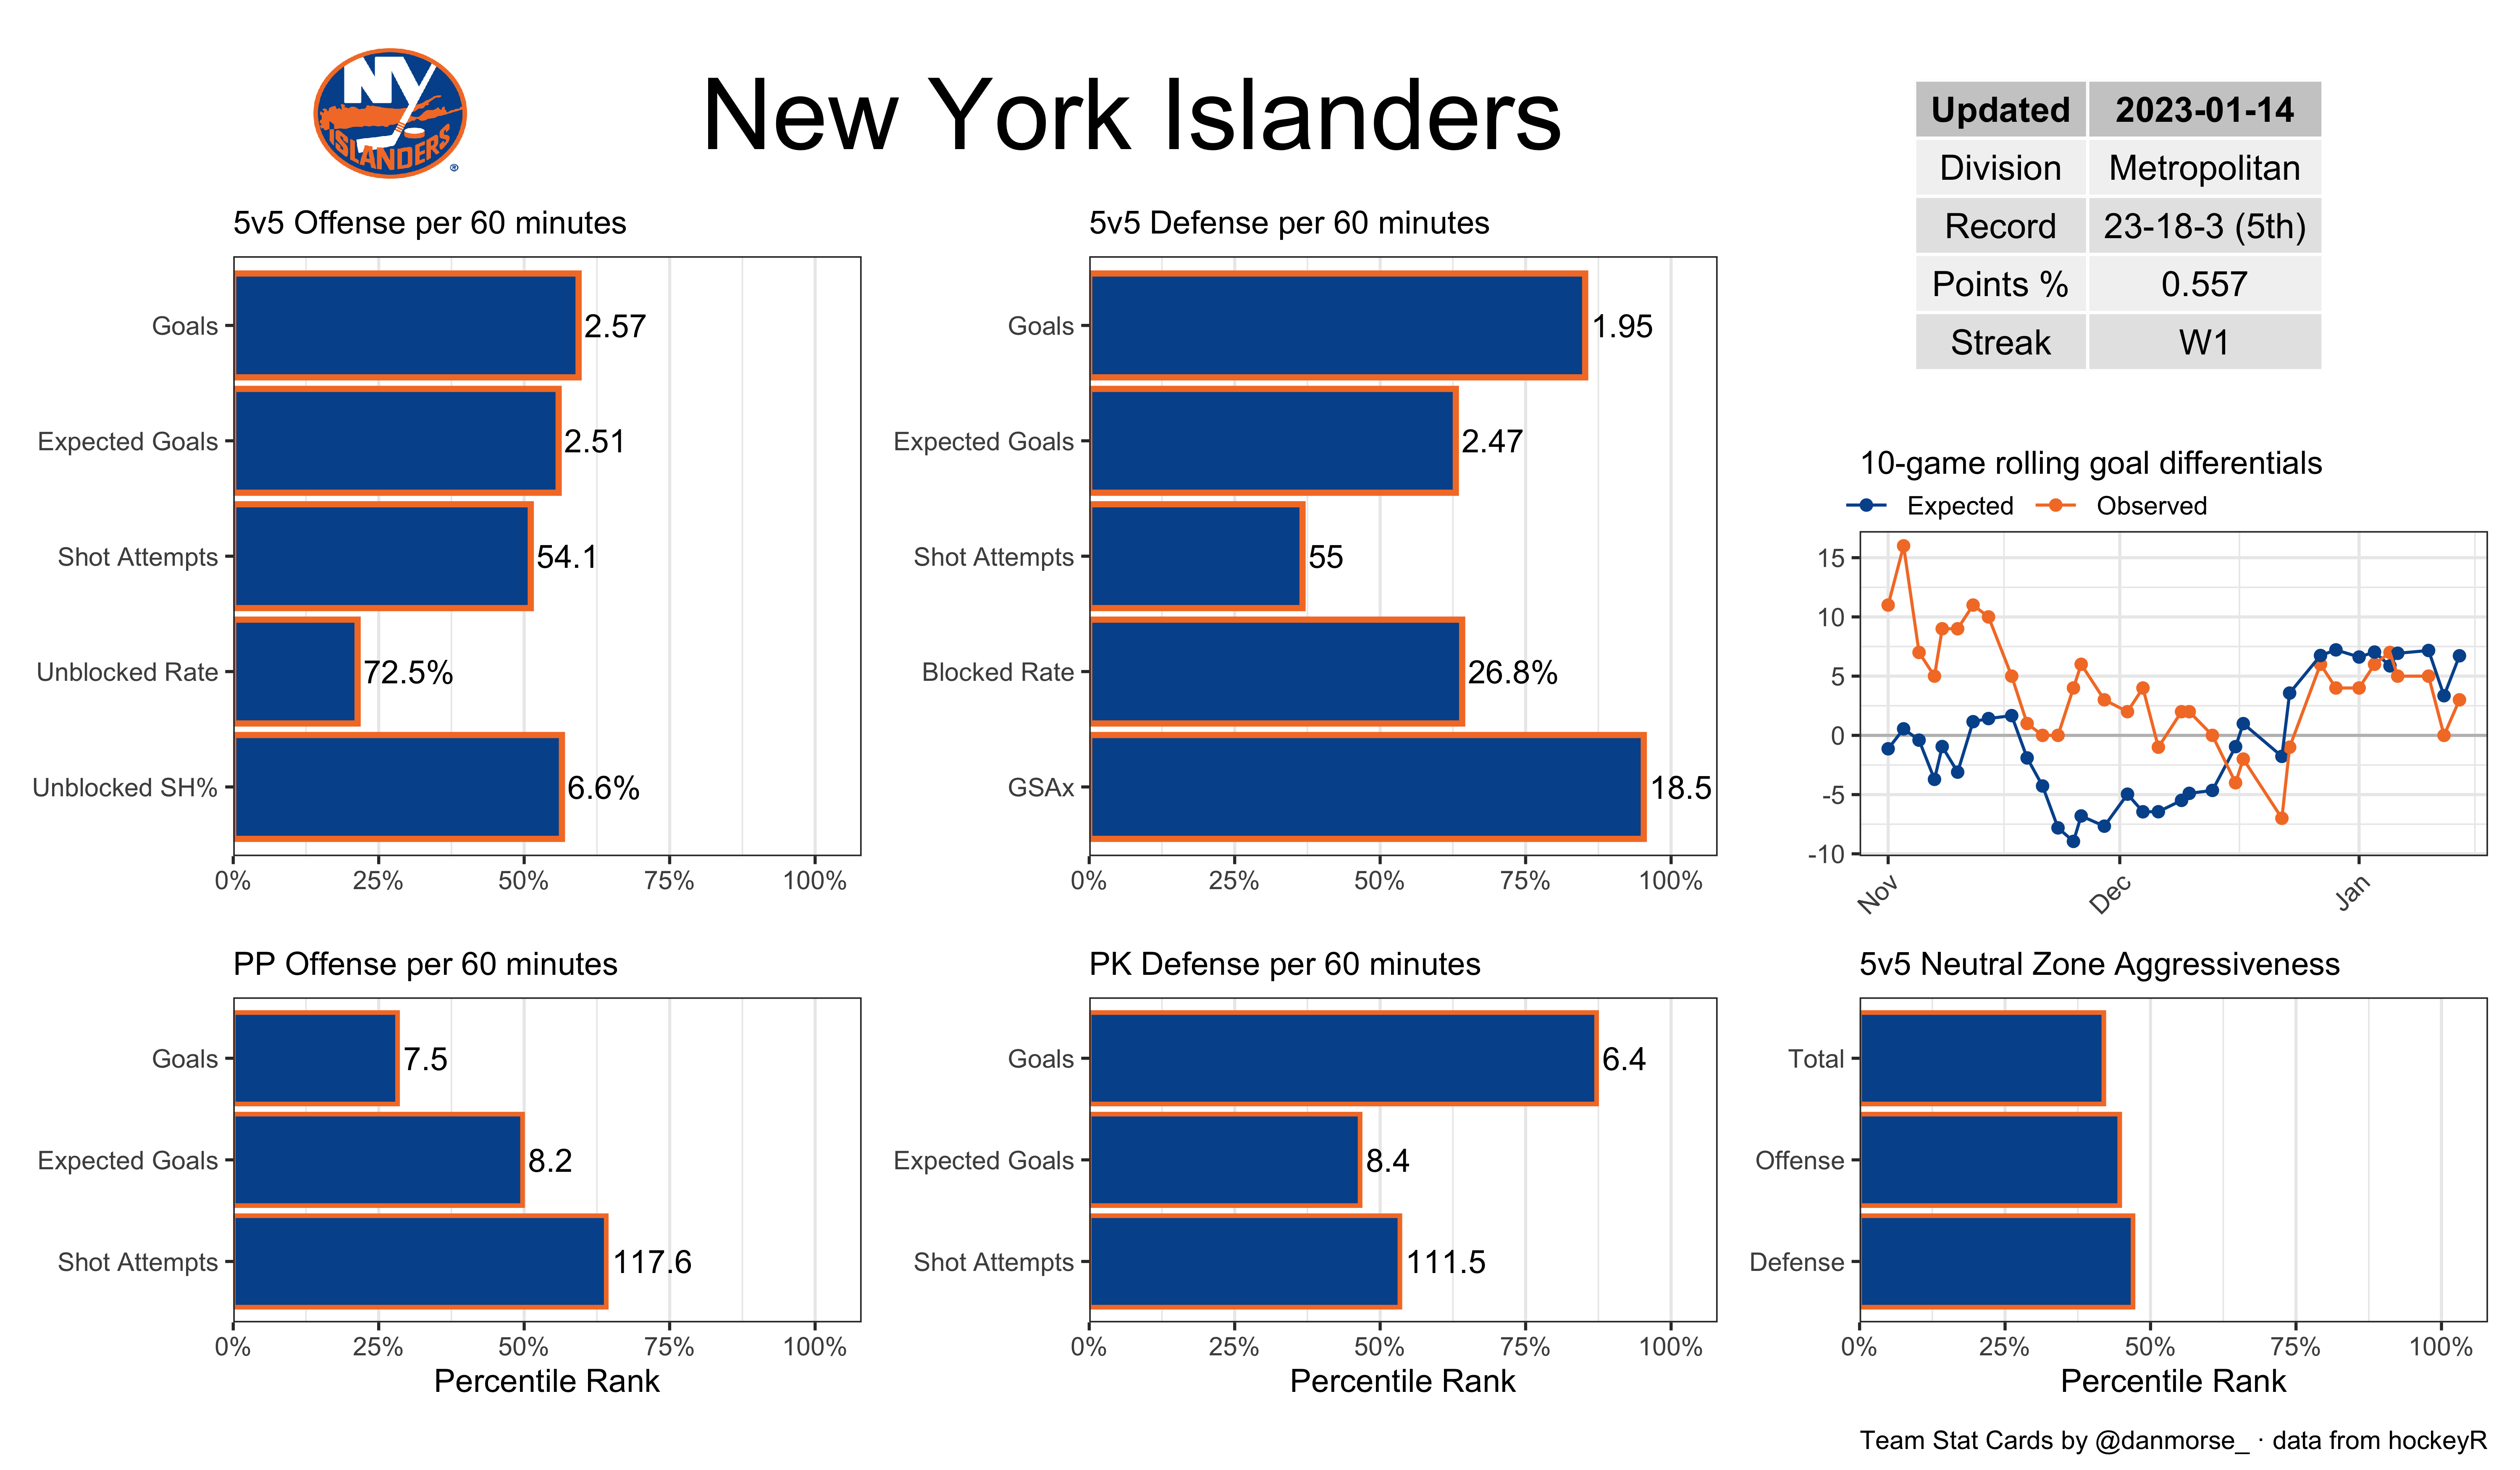 NY
ISLANDERS
®
New York Islanders
Updated 2023-01-14
Division Metropolitan
Record 23-18-3 (5th)
Points % 0.557
Streak W1
5v5 Offense per 60 minutes
Goals 2.57
Expected Goals 2.51
Shot Attempts 54.1
Unblocked Rate 72.5%
Unblocked SH% 6.6%
0% 25% 50% 75% 100%
5v5 Defense per 60 minutes
Goals 1.95
Expected Goals 2.47
Shot Attempts 55
Blocked Rate 26.8%
GSAx 18.5
0% 25% 50% 75% 100%
10-game rolling goal differentials
Expected Observed
15
10
5
0
-5
-10
Nov Dec Jan
PP Offense per 60 minutes
Goals 7.5
Expected Goals 8.2
Shot Attempts 117.6
0% 25% 50% 75% 100%
Percentile Rank
PK Defense per 60 minutes
Goals 6.4
Expected Goals 8.4
Shot Attempts 111.5
0% 25% 50% 75% 100%
Percentile Rank
5v5 Neutral Zone Aggressiveness
Total
Offense
Defense
0% 25% 50% 75% 100%
Percentile Rank
Team Stat Cards by @danmorse_ · data from hockeyR